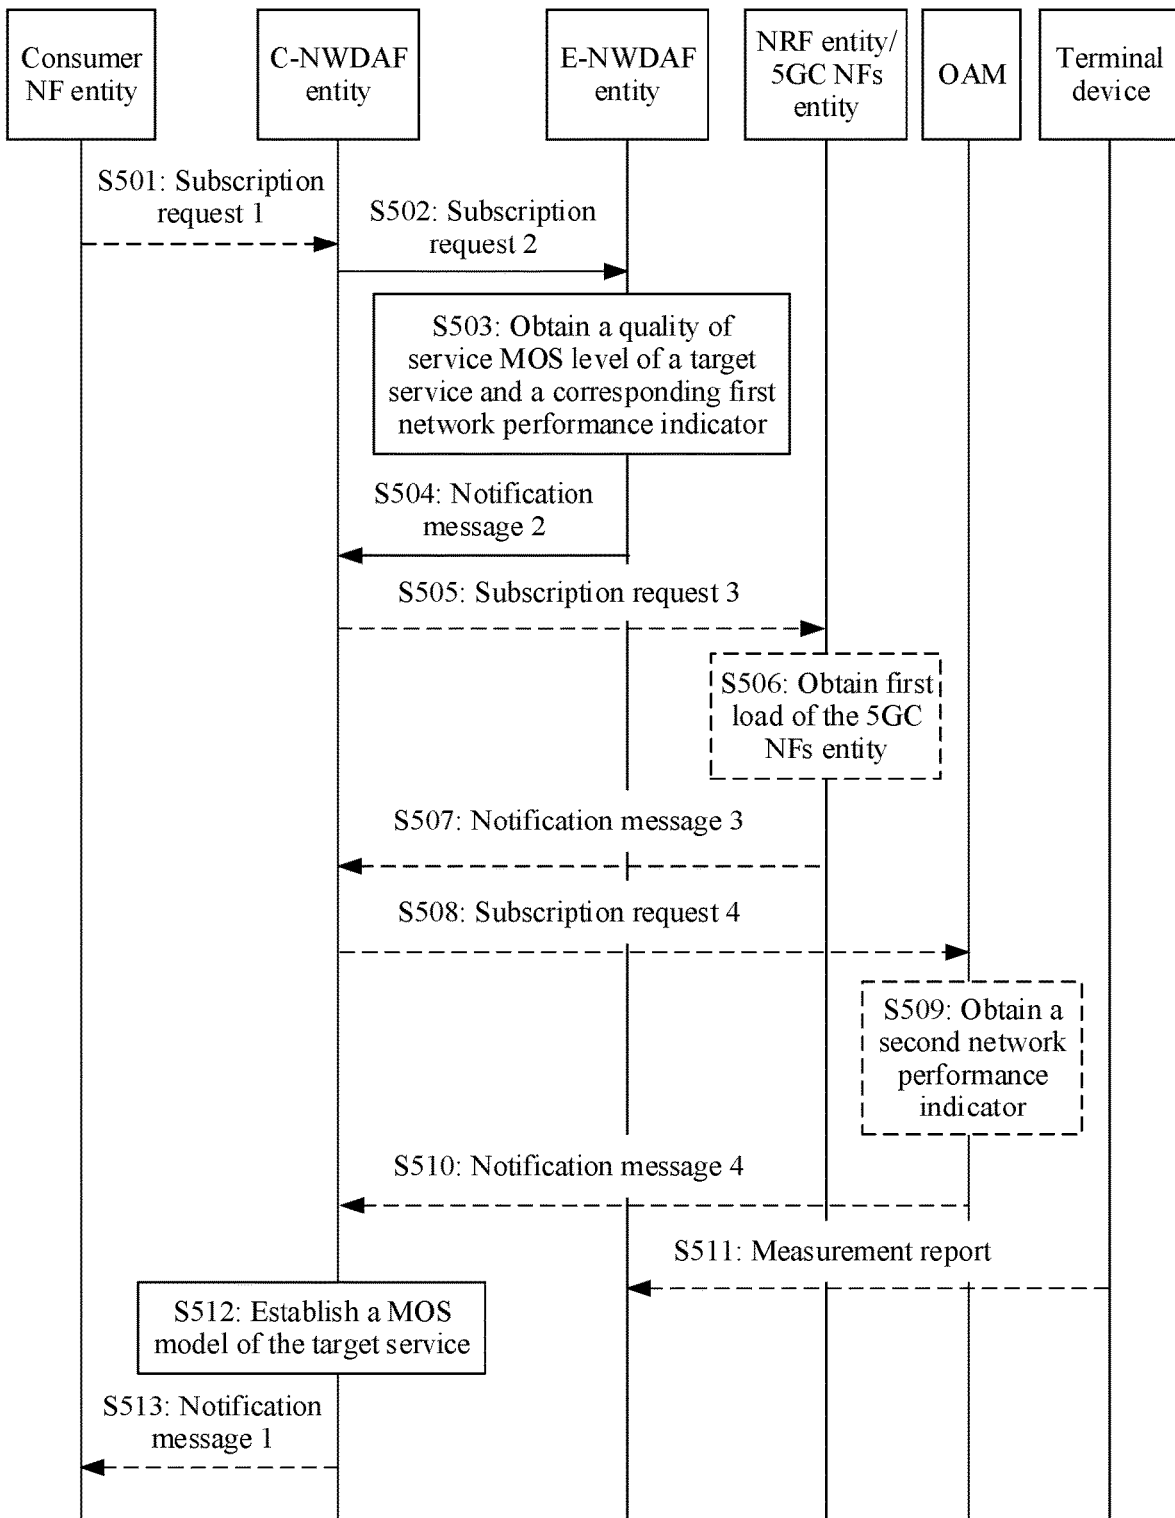 Consumer
NF entity
C-NWDAF
entity
E-NWDAF
entity
NRF entity/
5GC NFs
entity
OAM
Terminal
device
S501: Subscription
request 1
S502: Subscription
request 2
S503: Obtain a quality of
service MOS level of a target
service and a corresponding first
network performance indicator
S504: Notification
message 2
S505: Subscription request 3
S506: Obtain first
load of the 5GC
NFs entity
S507: Notification message 3
S508: Subscription request 4
S509: Obtain a
second network
performance
indicator
S510: Notification message 4
S511: Measurement report
S512: Establish a MOS
model of the target service
S513: Notification
message 1